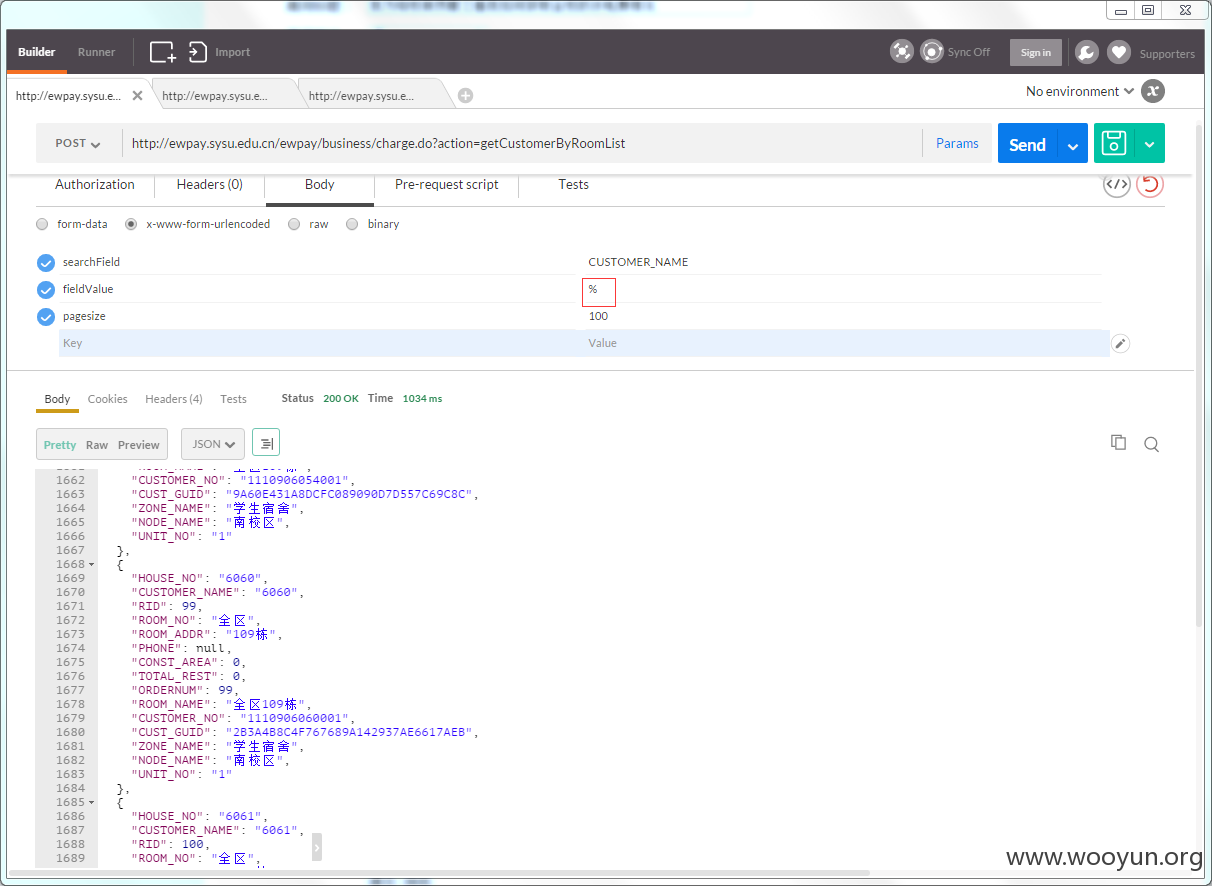 Builder Runner Import Sync Off Sign in Supporters
http://ewpay.sysu.e... http://ewpay.sysu.e... http://ewpay.sysu.e... No environment
POST http://ewpay.sysu.edu.cn/ewpay/business/charge.do?action=getCustomerByRoomList Params Send
Authorization Headers (0) Body Pre-request script Tests
form-data x-www-form-urlencoded raw binary
searchField CUSTOMER_NAME
fieldValue %
pagesize 100
Key Value
Body Cookies Headers (4) Tests Status 200 OK Time 1034 ms
Pretty Raw Preview JSON
1662 "CUSTOMER_NO": "1110906054001",
1663 "CUST_GUID": "9A60E431A8DCFC089090D7D557C69C8C",
1664 "ZONE_NAME": "学生宿舍",
1665 "NODE_NAME": "南校区",
1666 "UNIT_NO": "1"
1667 },
1668 {
1669 "HOUSE_NO": "6060",
1670 "CUSTOMER_NAME": "6060",
1671 "RID": 99,
1672 "ROOM_NO": "全区",
1673 "ROOM_ADDR": "109栋",
1674 "PHONE": null,
1675 "CONST_AREA": 0,
1676 "TOTAL_REST": 0,
1677 "ORDERNUM": 99,
1678 "ROOM_NAME": "全区109栋",
1679 "CUSTOMER_NO": "1110906060001",
1680 "CUST_GUID": "2B3A4B8C4F767689A142937AE6617AEB",
1681 "ZONE_NAME": "学生宿舍",
1682 "NODE_NAME": "南校区",
1683 "UNIT_NO": "1"
1684 },
1685 {
1686 "HOUSE_NO": "6061",
1687 "CUSTOMER_NAME": "6061",
1688 "RID": 100,
1689 "ROOM_NO": "全区",
www.wooyun.org